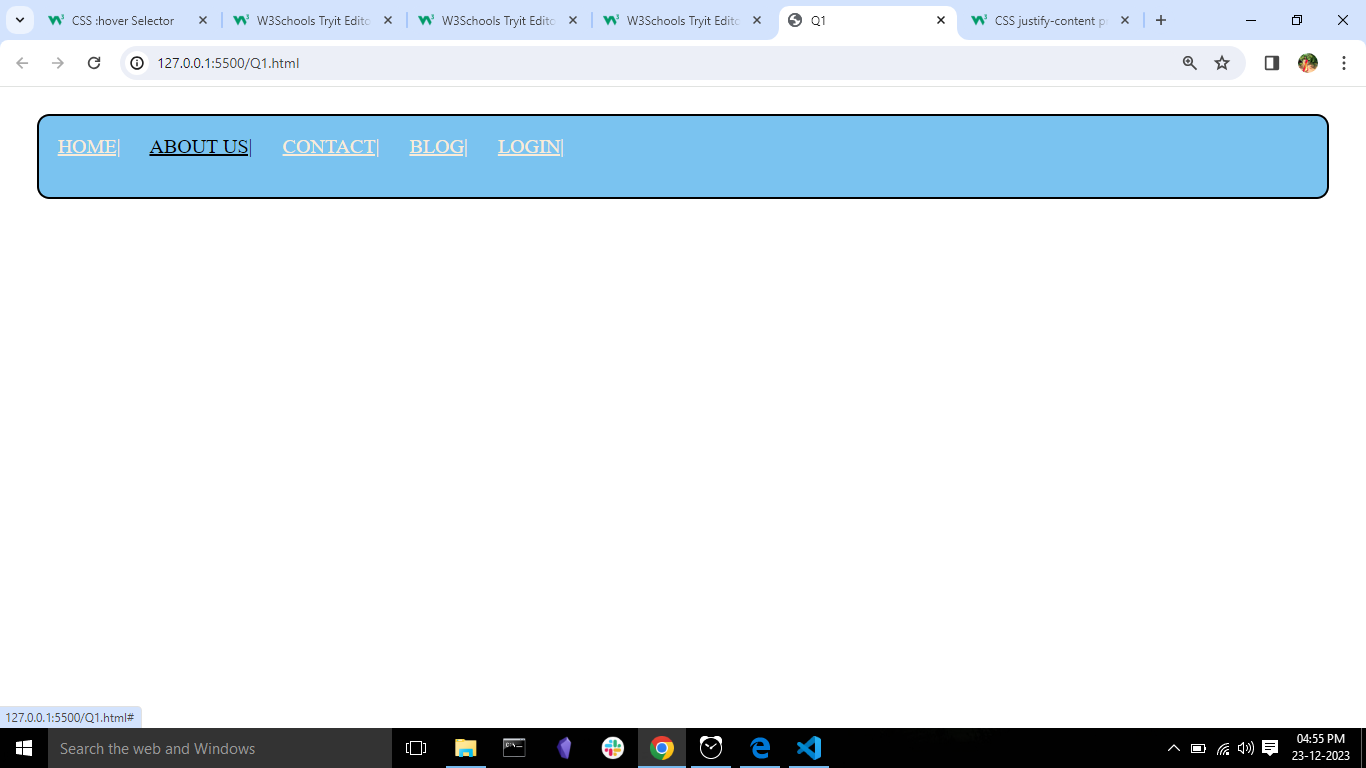 CSS :hover Selector
W3Schools Tryit Edito
W3Schools Tryit Edito
W3Schools Tryit Edito
Q1
CSS justify-content p
127.0.0.1:5500/Q1.html
HOME| ABOUT US| CONTACT| BLOG| LOGIN|
127.0.0.1:5500/Q1.html#
Search the web and Windows
04:55 PM
23-12-2023